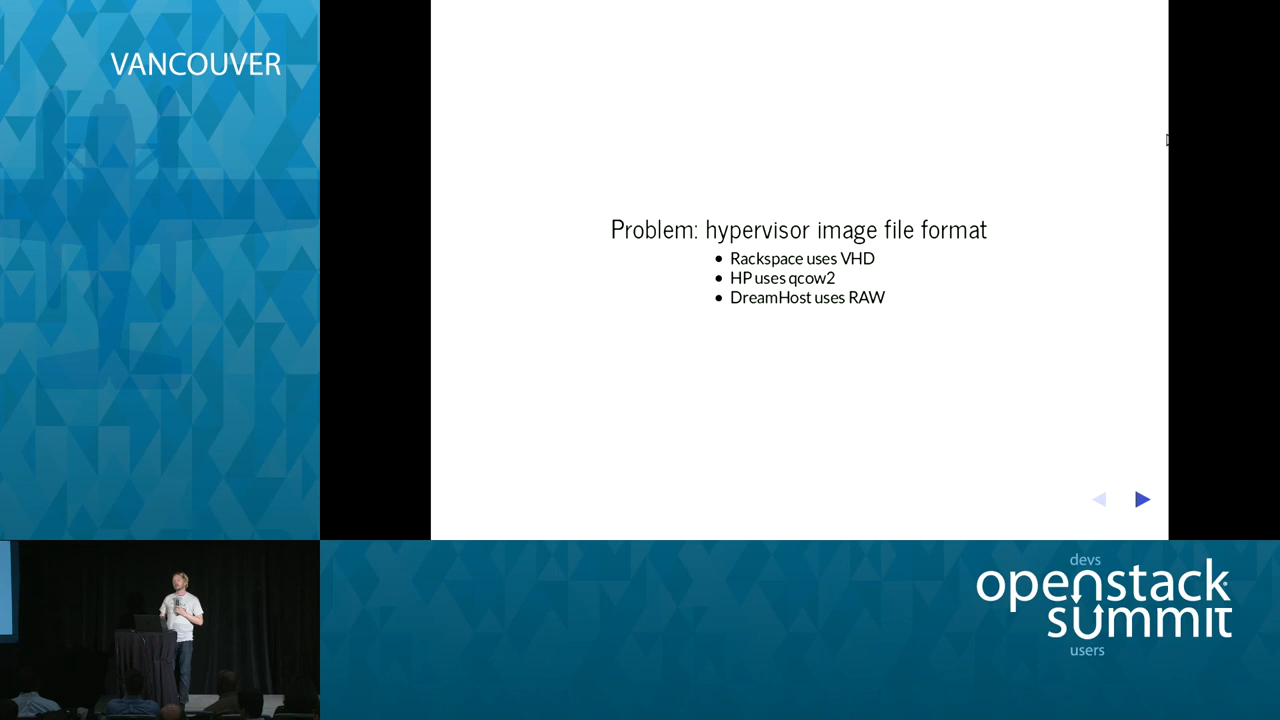 VANCOUVER
Problem: hypervisor image file format
• Rackspace uses VHD
• HP uses qcow2
• DreamHost uses RAW
devs
openstack
summit
users